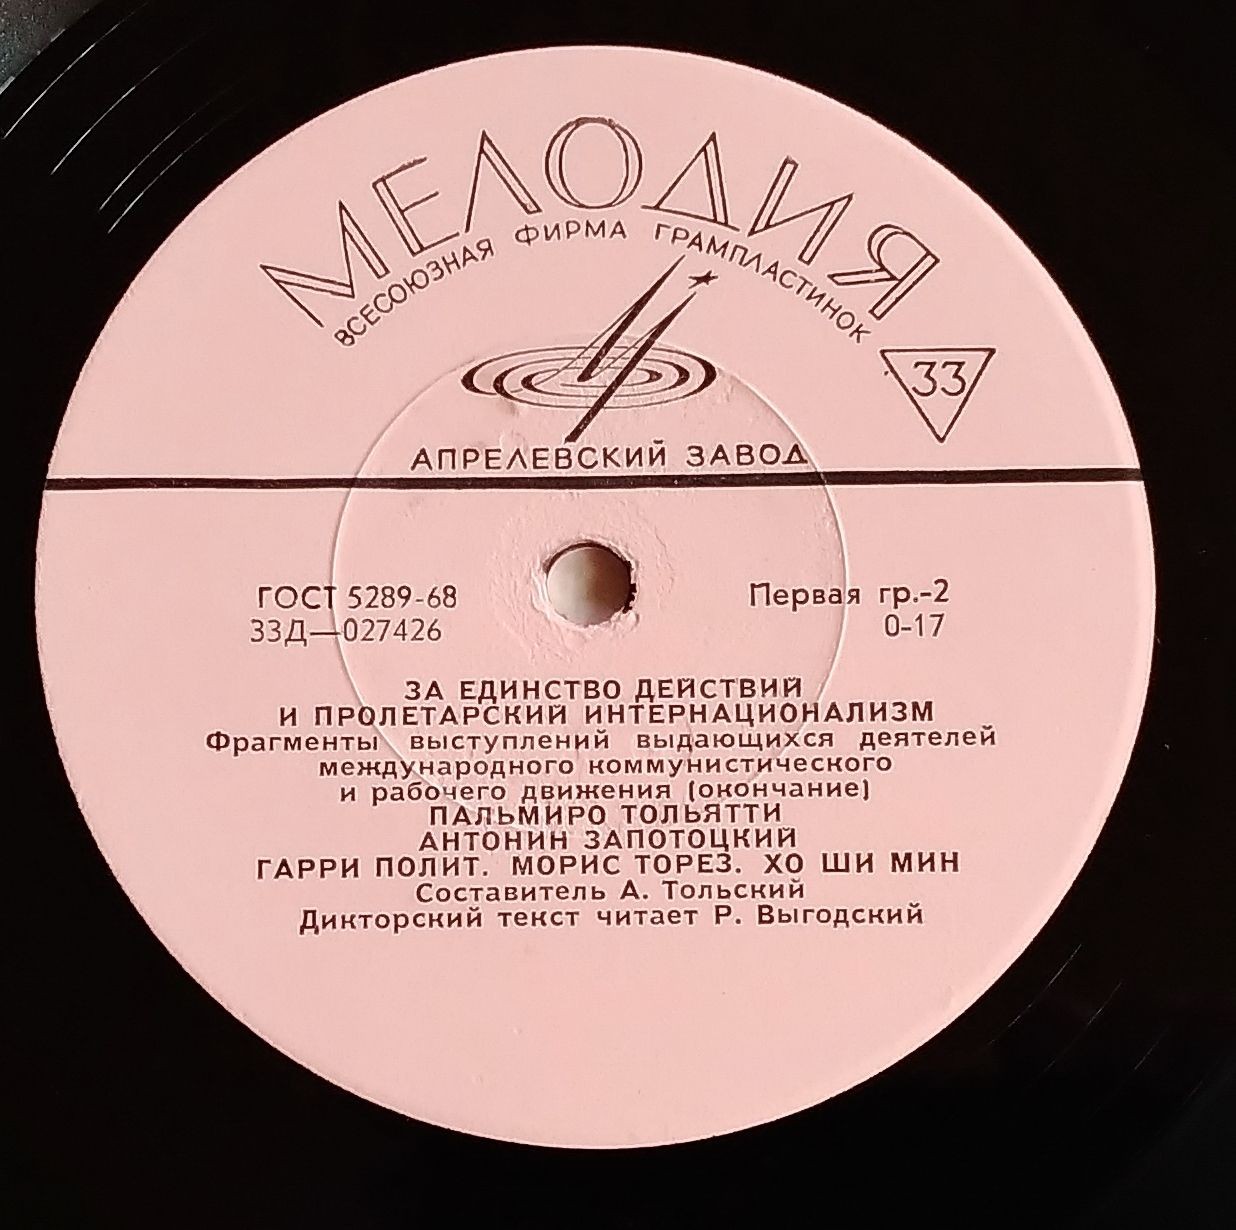 МЕЛОДИЯ
ВСЕСОЮЗНАЯ ФИРМА ГРАМПЛАСТИНОК
33
АПРЕЛЕВСКИЙ ЗАВОД
ГОСТ 5289-68 Первая гр.-2
33Д—027426 0-17
ЗА ЕДИНСТВО ДЕЙСТВИЙ
И ПРОЛЕТАРСКИЙ ИНТЕРНАЦИОНАЛИЗМ
Фрагменты выступлений выдающихся деятелей
международного коммунистического
и рабочего движения (окончание)
ПАЛЬМИРО ТОЛЬЯТТИ
АНТОНИН ЗАПОТОЦКИЙ
ГАРРИ ПОЛИТ. МОРИС ТОРЕЗ. ХО ШИ МИН
Составитель А. Тольский
Дикторский текст читает Р. Выгодский